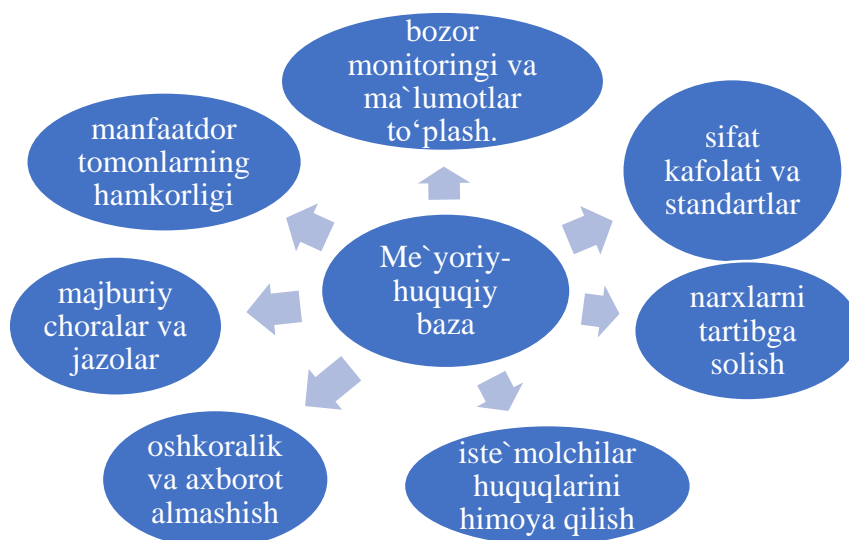 bozor
monitoringi va
ma`lumotlar
to‘plash.
manfaatdor
tomonlarning
hamkorligi
sifat
kafolati va
standartlar
Me`yoriy-
huquqiy
baza
majburiy
choralar va
jazolar
narxlarni
tartibga
solish
oshkoralik
va axborot
almashish
iste`molchilar
huquqlarini
himoya qilish